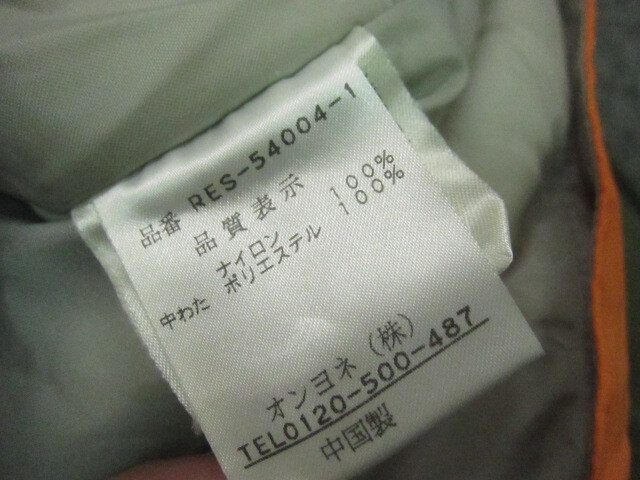 品番 RES-54004-1
品質表示
ナイロン 100%
中わた ポリエステル 100%
オンヨネ(株)
TEL0120-500-487
中国製